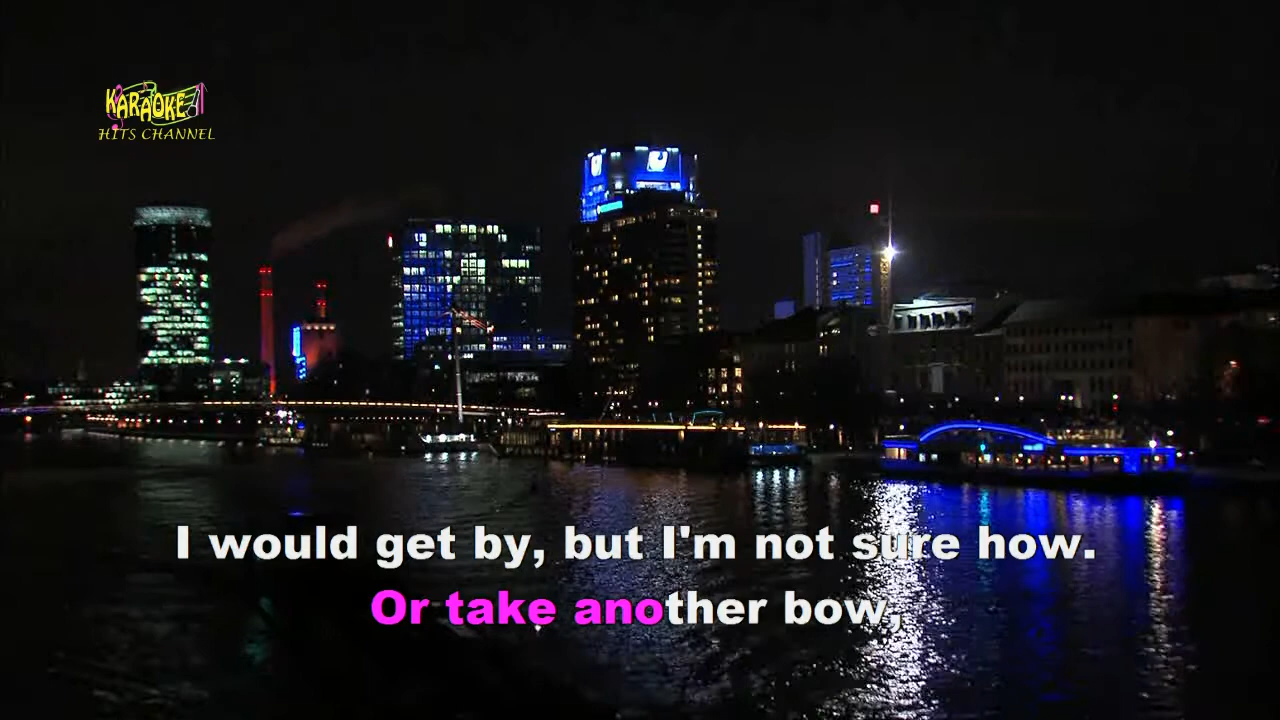 KARAOKE
HITS CHANNEL
I would get by, but I'm not sure how.
Or take another bow,